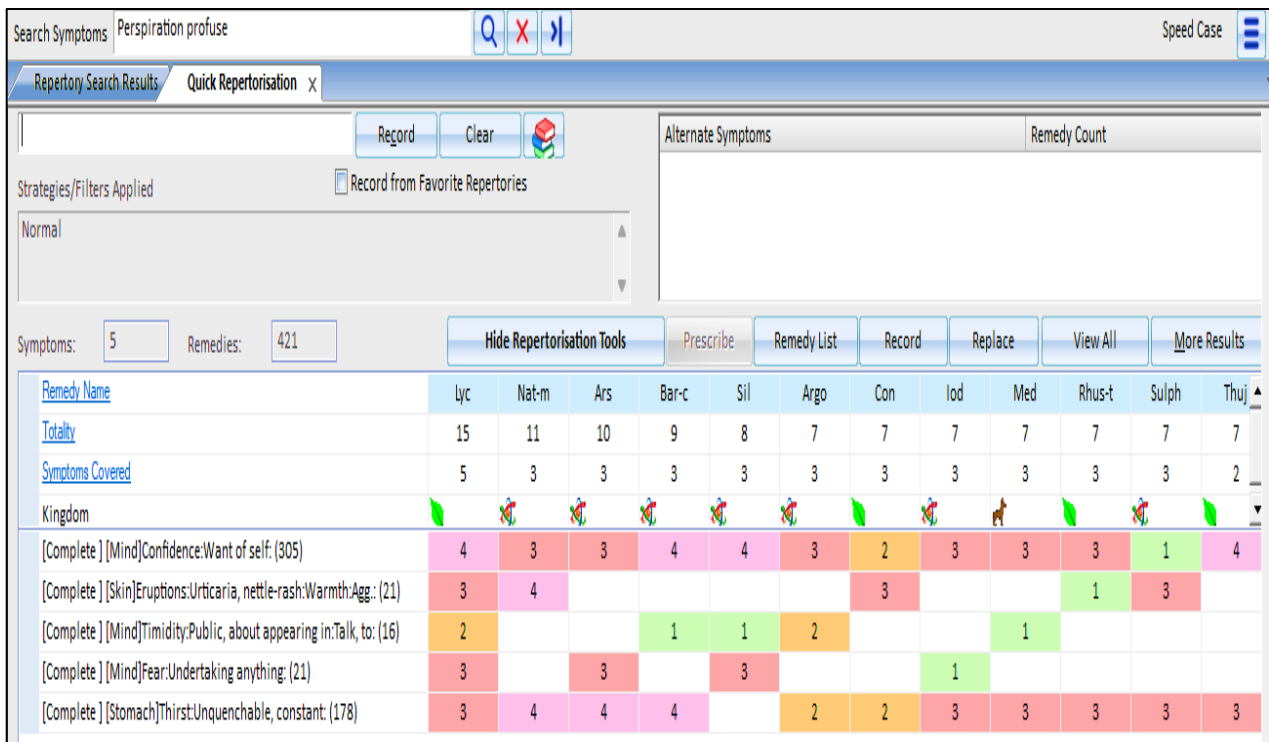 Search Symptoms Perspiration profuse Speed Case
Repertory Search Results Quick Repertorisation X
Record Clear Alternate Symptoms Remedy Count
Strategies/Filters Applied Record from Favorite Repertories
Normal
Symptoms: 5 Remedies: 421 Hide Repertorisation Tools Prescribe Remedy List Record Replace View All More Results
Remedy Name Lyc Nat-m Ars Bar-c Sil Argo Con Iod Med Rhus-t Sulph Thuj
Totality 15 11 10 9 8 7 7 7 7 7 7 7
Symptoms Covered 5 3 3 3 3 3 3 3 3 3 3 2
Kingdom
[Complete ] [Mind]Confidence:Want of self: (305) 4 3 3 4 4 3 2 3 3 3 1 4
[Complete ] [Skin]Eruptions:Urticaria, nettle-rash:Warmth:Agg.: (21) 3 4 3 1 3
[Complete ] [Mind]Timidity:Public, about appearing in:Talk, to: (16) 2 1 1 2 1
[Complete ] [Mind]Fear:Undertaking anything: (21) 3 3 3 1
[Complete ] [Stomach]Thirst:Unquenchable, constant: (178) 3 4 4 4 2 2 3 3 3 3 3